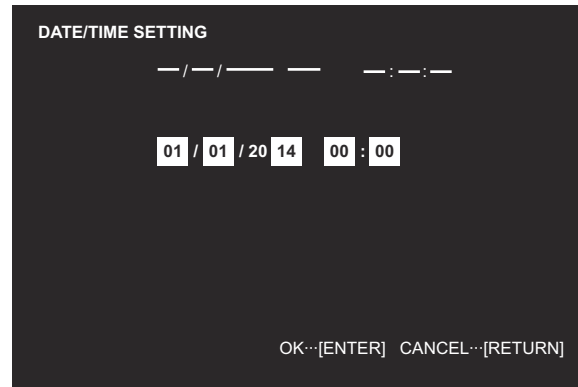 DATE/TIME SETTING
—/—/—— —— —:—:—
01 / 01 / 20 14 00 : 00
OK···[ENTER] CANCEL···[RETURN]